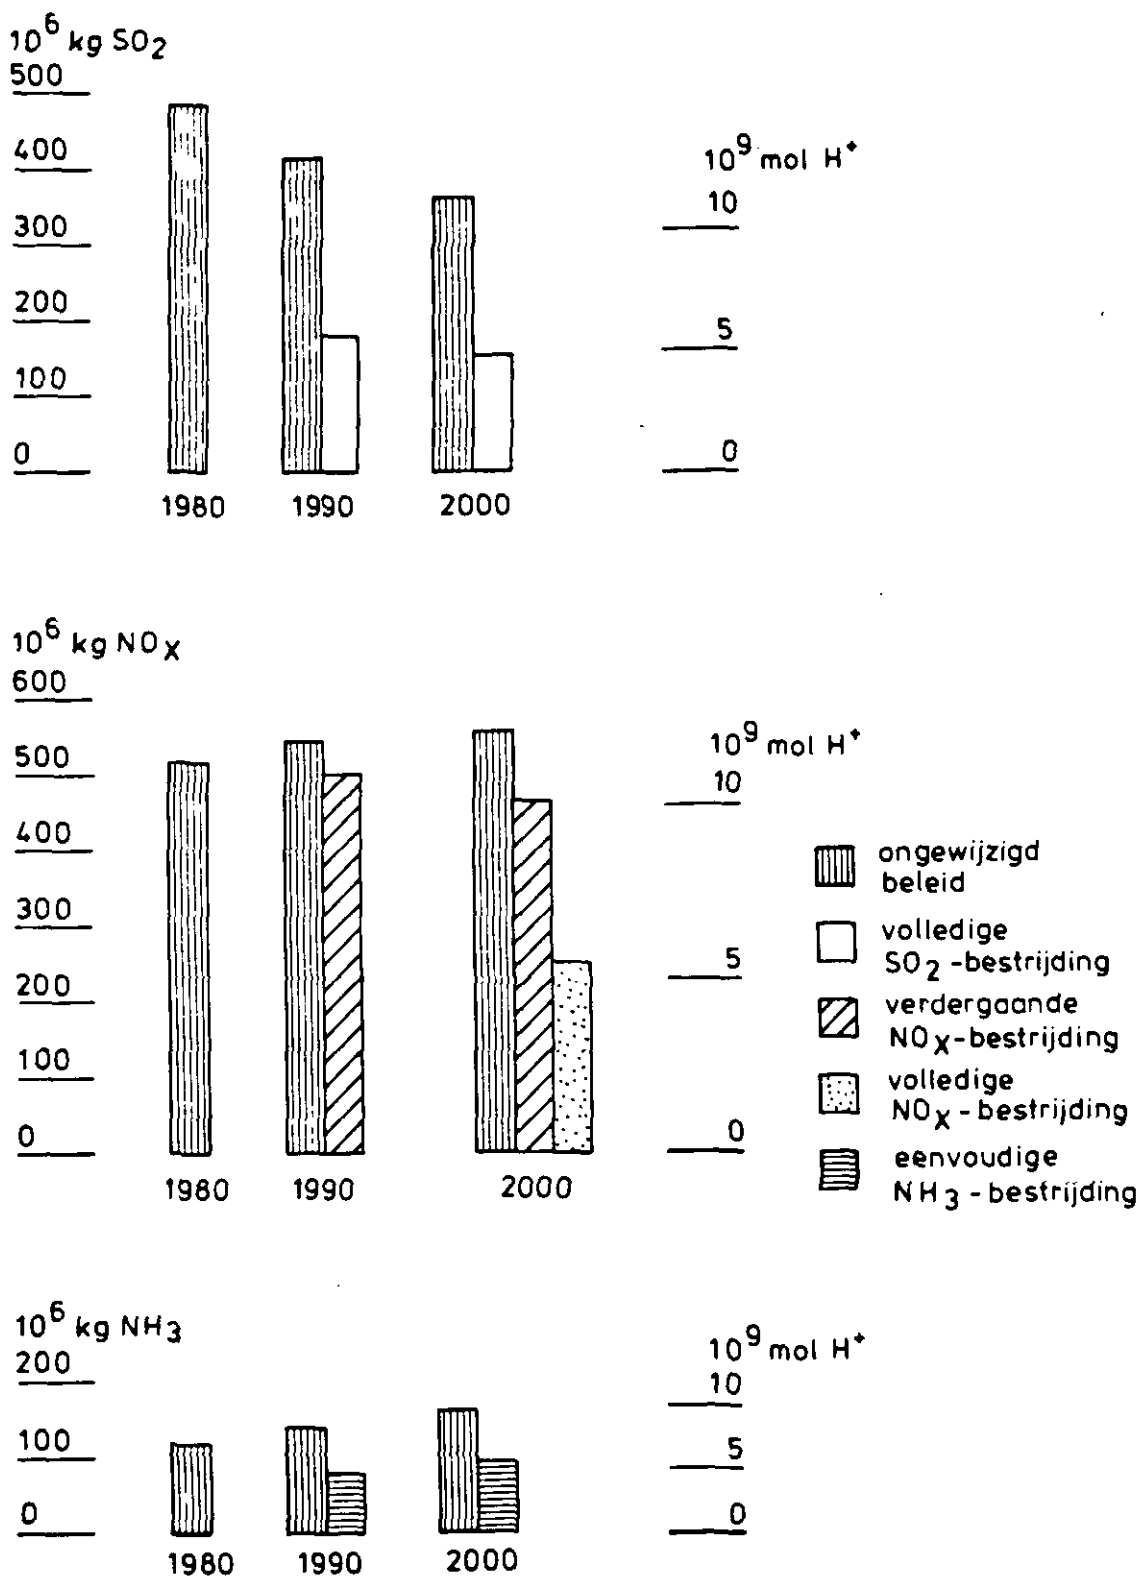 10⁶ kg SO₂
500
400
300
200
100
0
10⁹ mol H⁺
10
5
0
1980 1990 2000
10⁶ kg NOₓ
600
500
400
300
200
100
0
10⁹ mol H⁺
10
5
0
1980 1990 2000
ongewijzigd
beleid
volledige
SO₂-bestrijding
verdergaande
NOₓ-bestrijding
volledige
NOₓ-bestrijding
eenvoudige
NH₃-bestrijding
10⁶ kg NH₃
200
100
0
10⁹ mol H⁺
10
5
0
1980 1990 2000